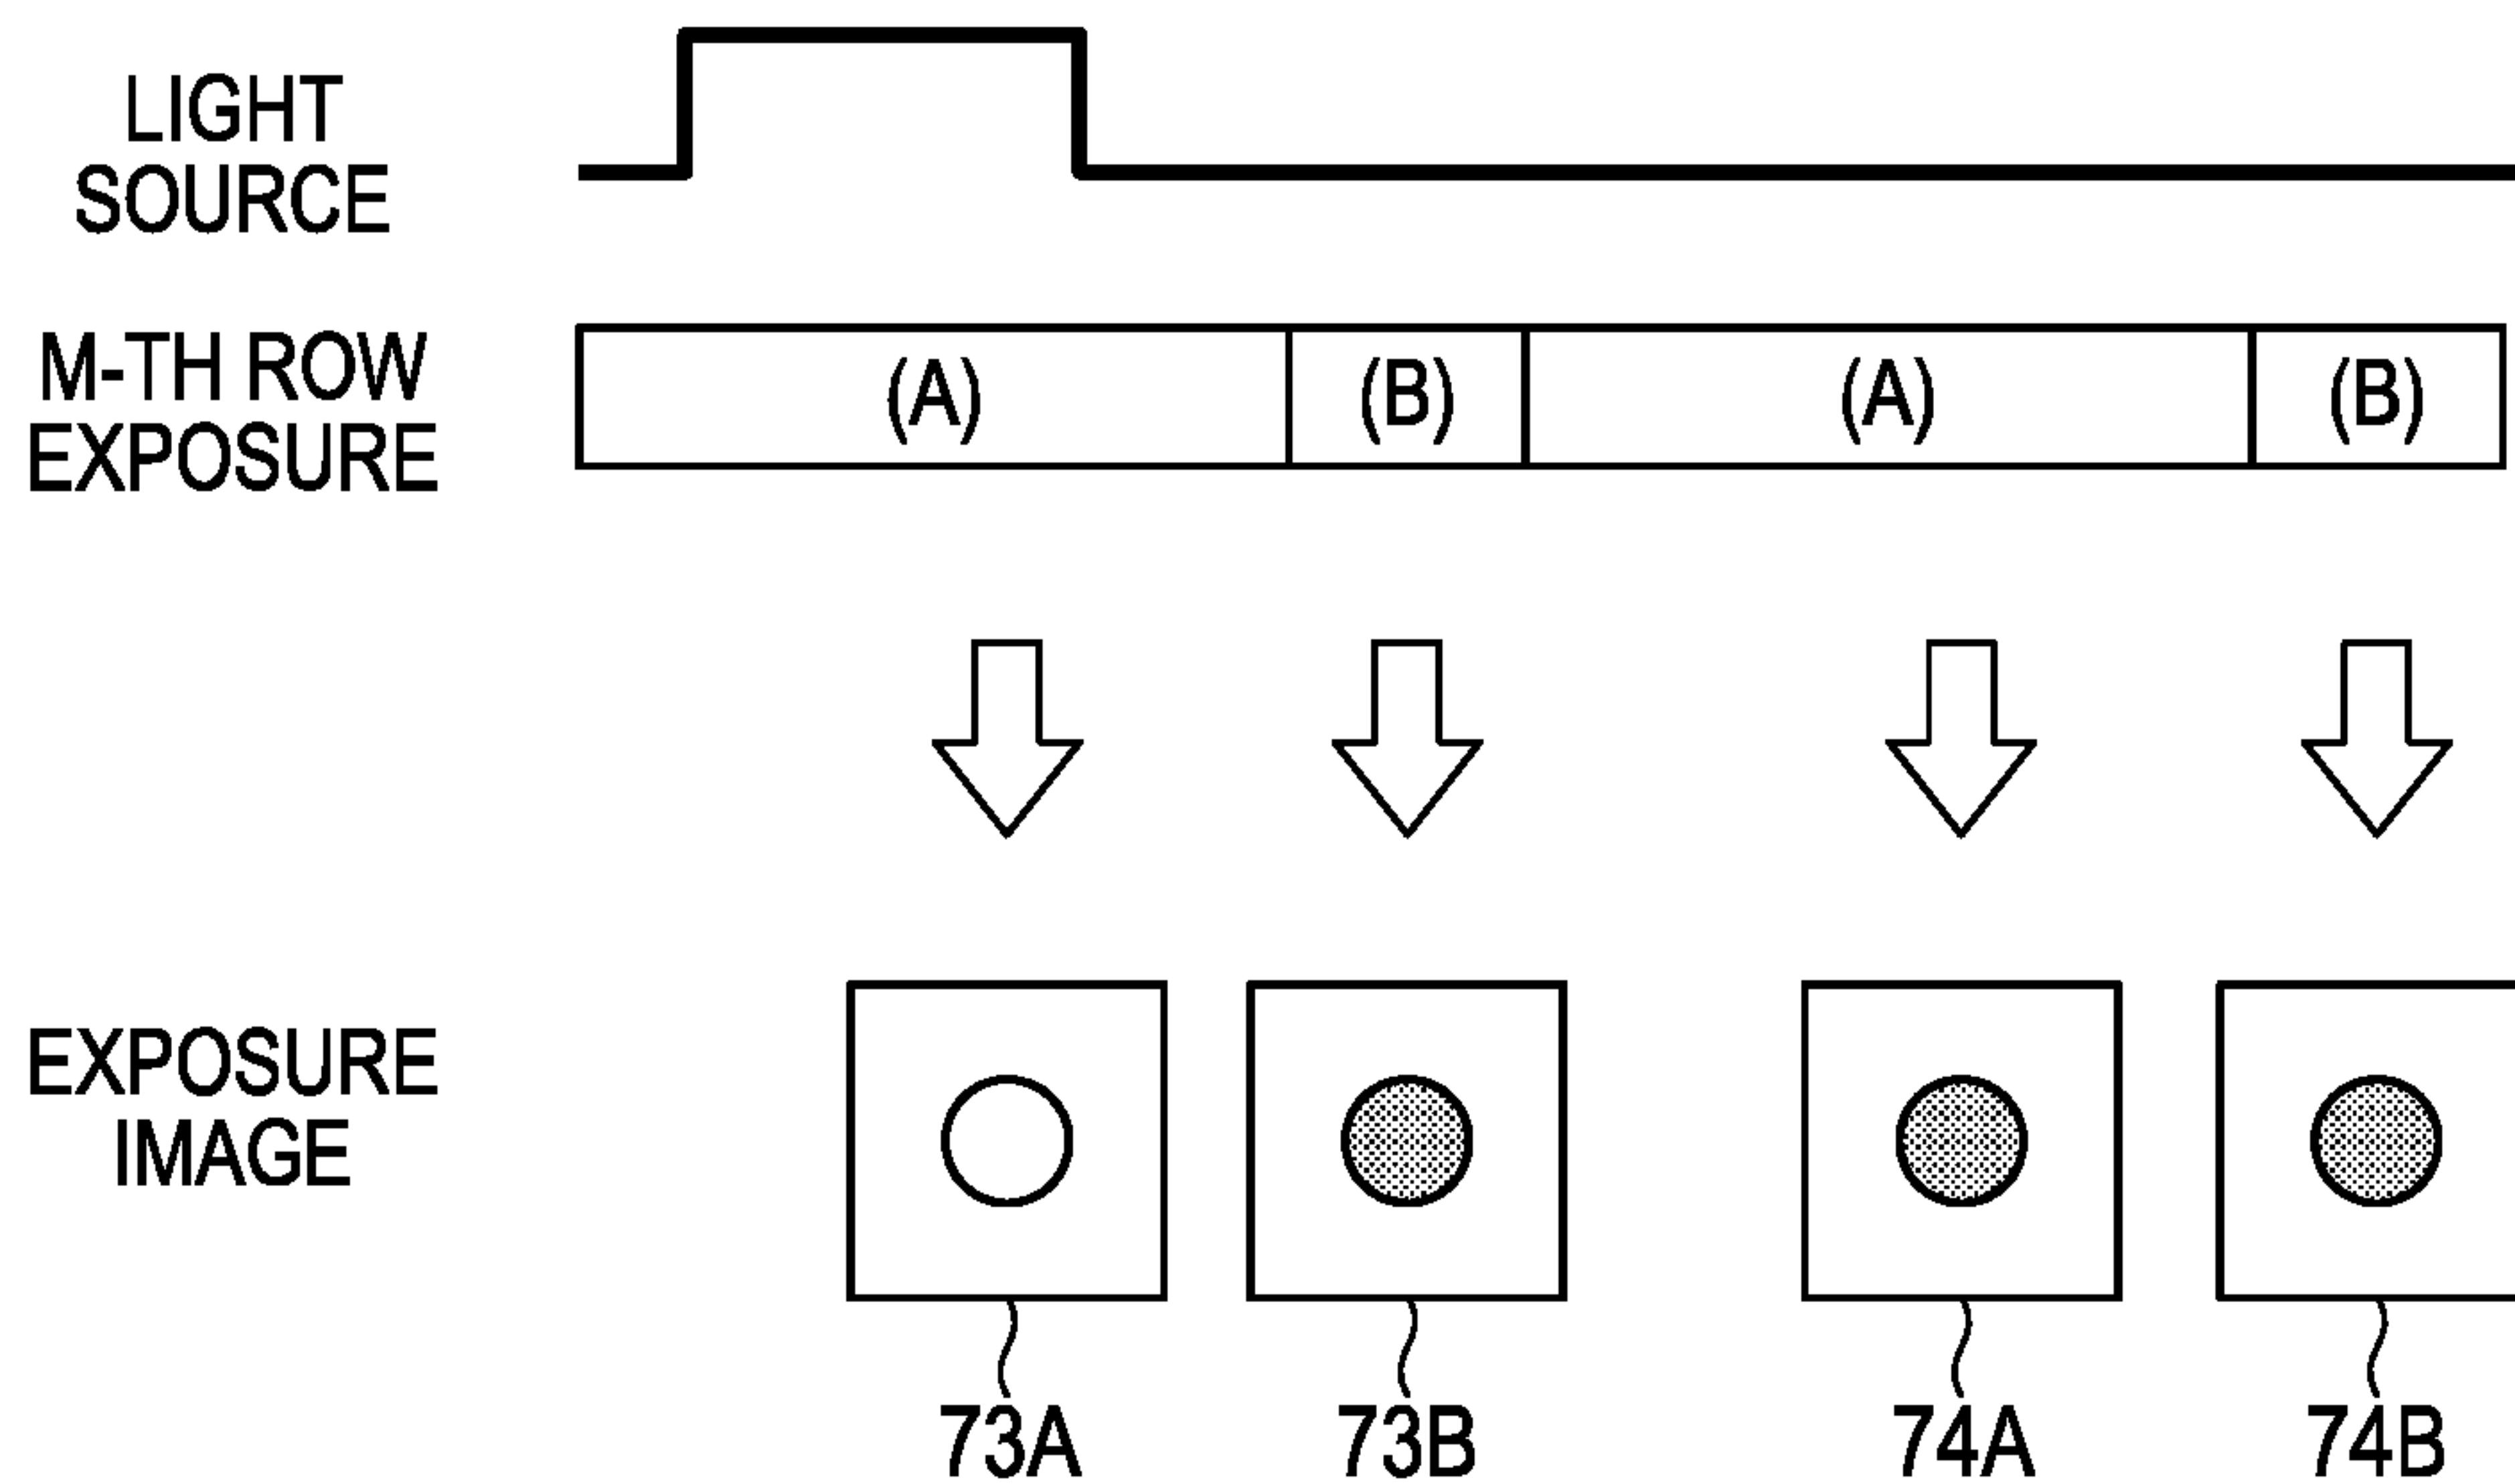 LIGHT
SOURCE
M-TH ROW
EXPOSURE
(A) (B) (A) (B)
EXPOSURE
IMAGE
73A 73B 74A 74B